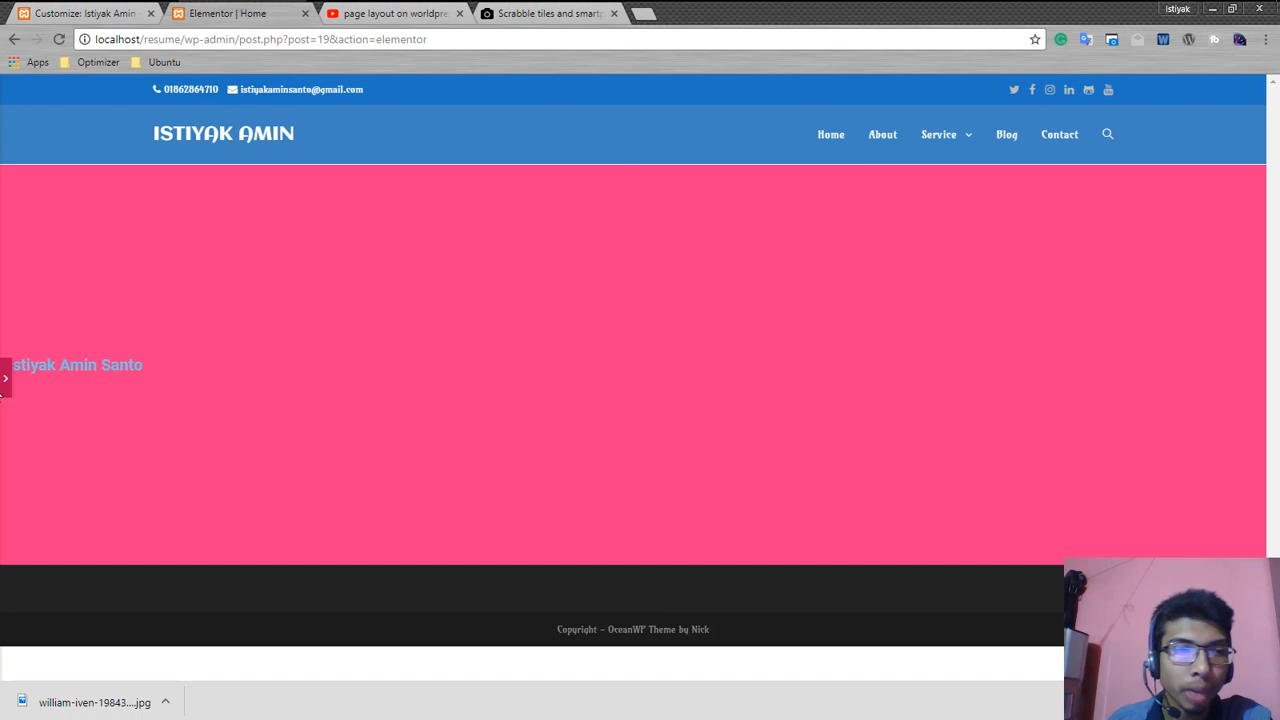 Istiyak
Customize: Istiyak Amin
Elementor | Home
page layout on worldpre
Scrabble tiles and smartp
localhost/resume/wp-admin/post.php?post=19&action=elementor
Apps
Optimizer
Ubuntu
01862864710
istiyakaminsanto@gmail.com
ISTIYAK AMIN
Home
About
Service
Blog
Contact
stiyak Amin Santo
Copyright - OceanWP Theme by Nick
william-iven-19843....jpg